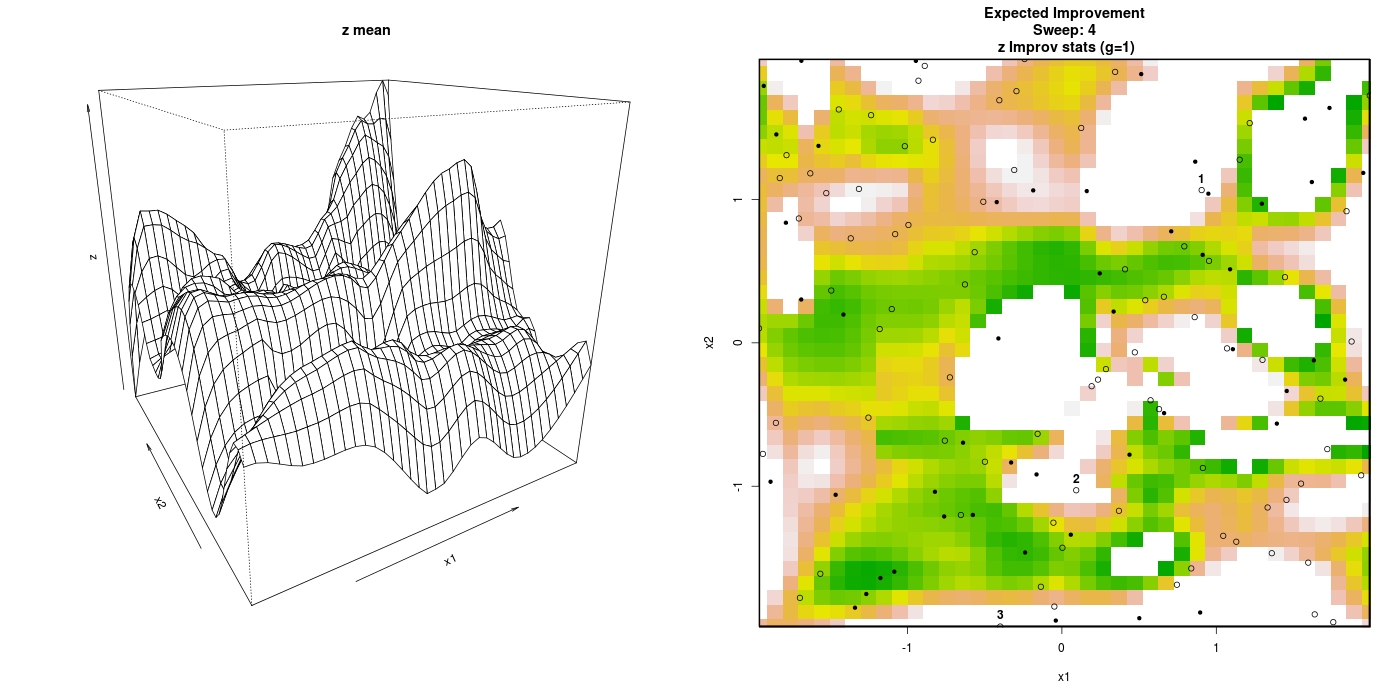 z mean
z
x2
x1
Expected Improvement
Sweep: 4
z Improv stats (g=1)
x2
1
0
-1
1
2
3
-1
0
1
x1